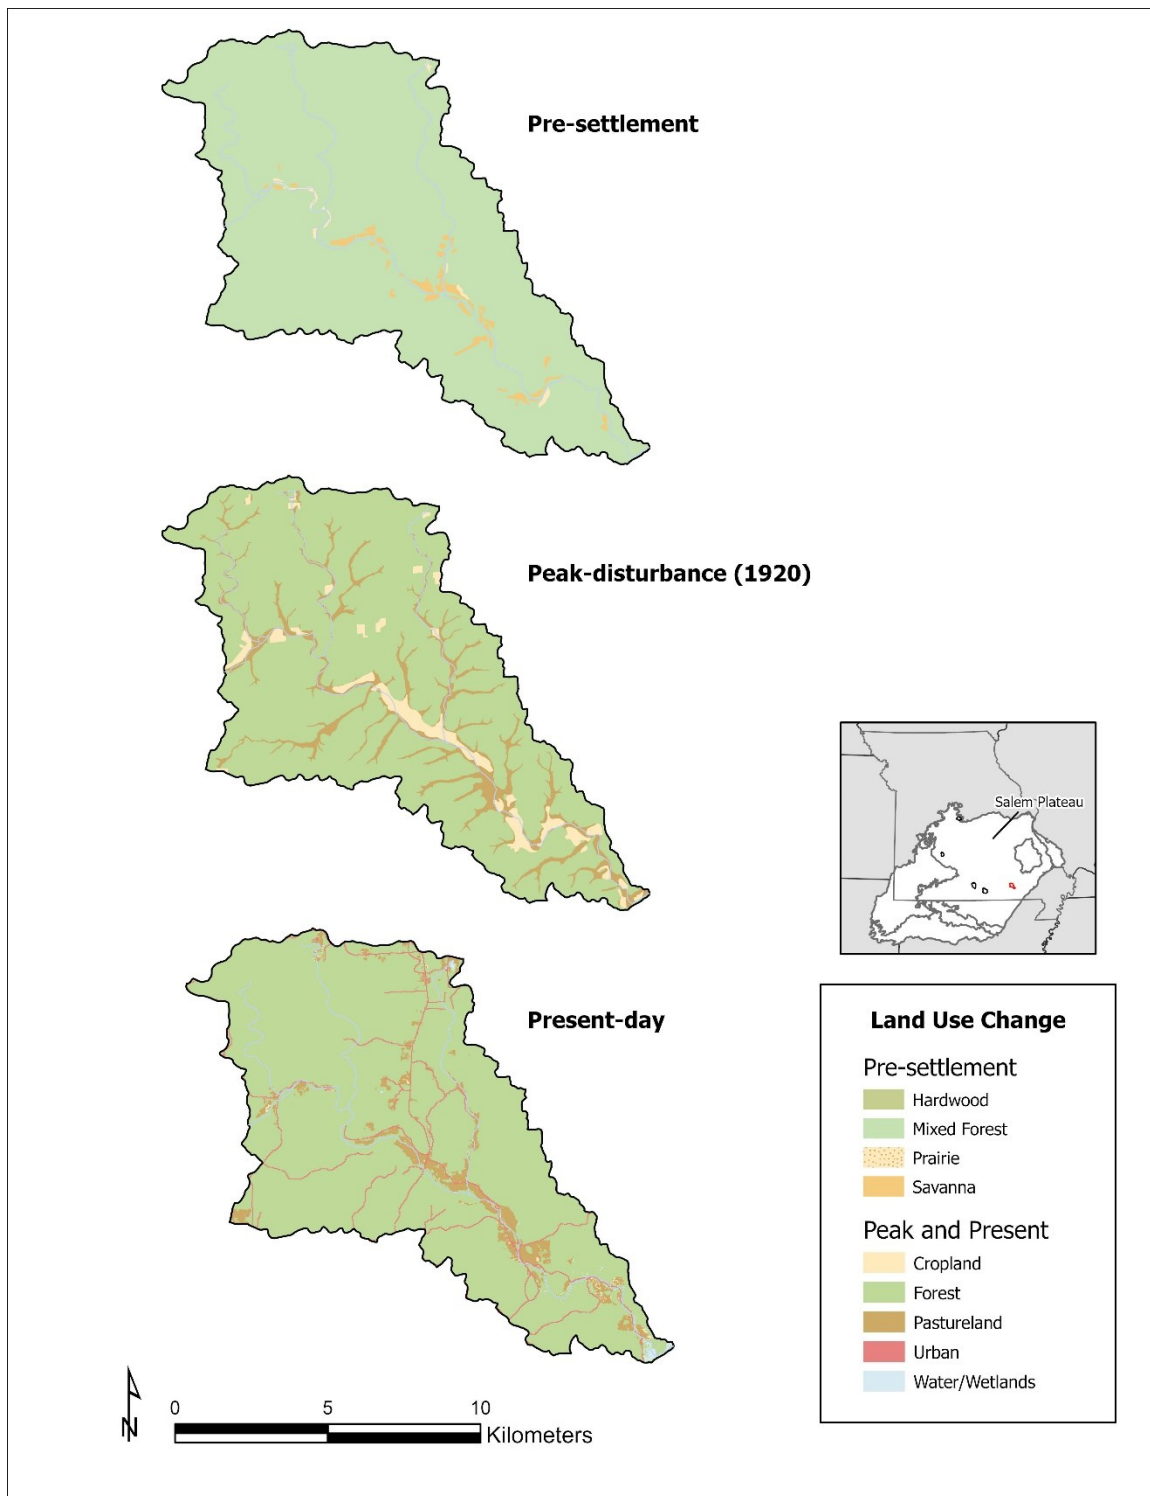 Pre-settlement
Peak-disturbance (1920)
Salem Plateau
Present-day
Land Use Change
Pre-settlement
Hardwood
Mixed Forest
Prairie
Savanna
Peak and Present
Cropland
Forest
Pastureland
Urban
Water/Wetlands
N
0 5 10
Kilometers